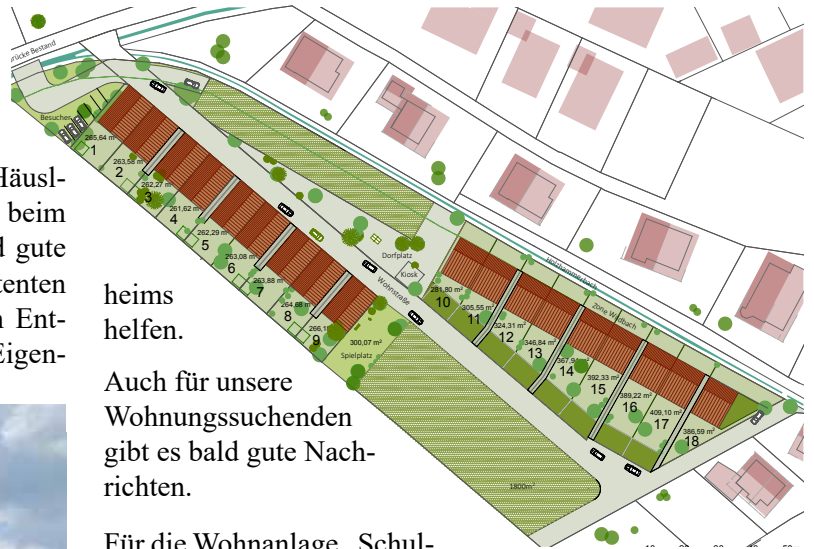 Häusl-
beim
gute
tenten
Ent-
Eigen-
heims
helfen.
Auch für unsere
Wohnungssuchenden
gibt es bald gute Nach-
richten.
Für die Wohnanlage
Bestand
Besucher
265,64 m²
1
263,58 m²
2
262,27 m²
3
261,62 m²
4
262,29 m²
5
263,08 m²
6
263,88 m²
7
264,68 m²
8
9
300,07 m²
Spielplatz
Dorfplatz
Kiosk
Wohnstraße
Holzhammerbach
Zone Wildbach
281,80 m²
10
305,55 m²
11
324,31 m²
12
346,84 m²
13
14
392,33 m²
15
389,22 m²
16
409,10 m²
17
386,59 m²
18
1800m²